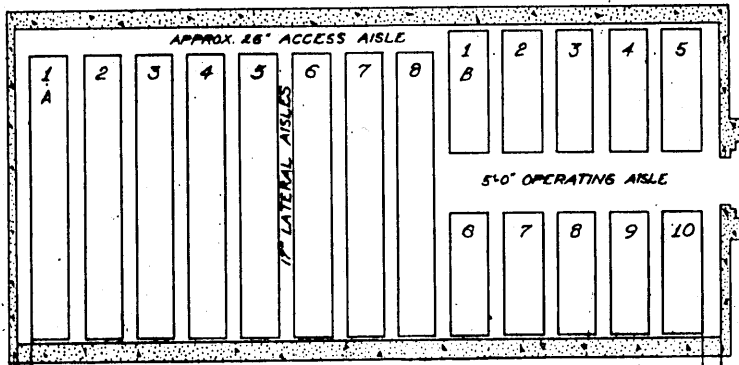 APPROX. 26" ACCESS AISLE
1 2 3 4 5 6 7 8
A
1 2 3 4 5
B
17" LATERAL AISLES
5'-0" OPERATING AISLE
6 7 8 9 10